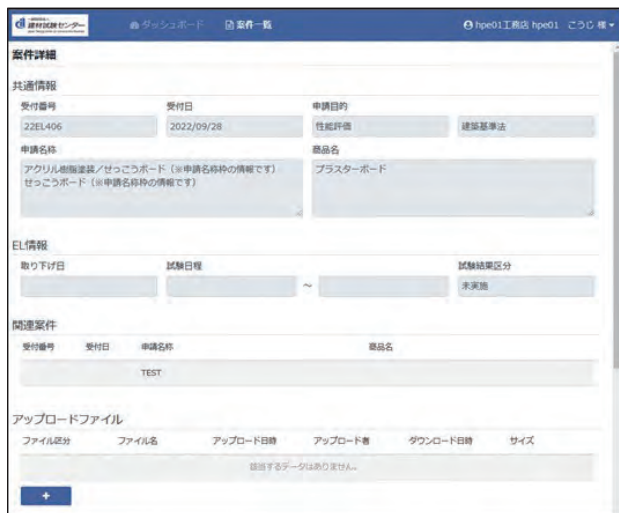 建材試験センター
ダッシュボード 案件一覧 hpe01工務店 hpe01 こうじ 様
案件詳細
共通情報
受付番号 受付日 申請目的
22EL406 2022/09/28 性能評価 建築基準法
申請名称 商品名
アクリル樹脂塗装/せっこうボード(※申請名称枠の情報です) プラスターボード
せっこうボード(※申請名称枠の情報です)
EL情報
取り下げ日 試験日程 試験結果区分
~ 未実施
関連案件
受付番号 受付日 申請名称 商品名
TEST
アップロードファイル
ファイル区分 ファイル名 アップロード日時 アップロード者 ダウンロード日時 サイズ
該当するデータはありません。
+